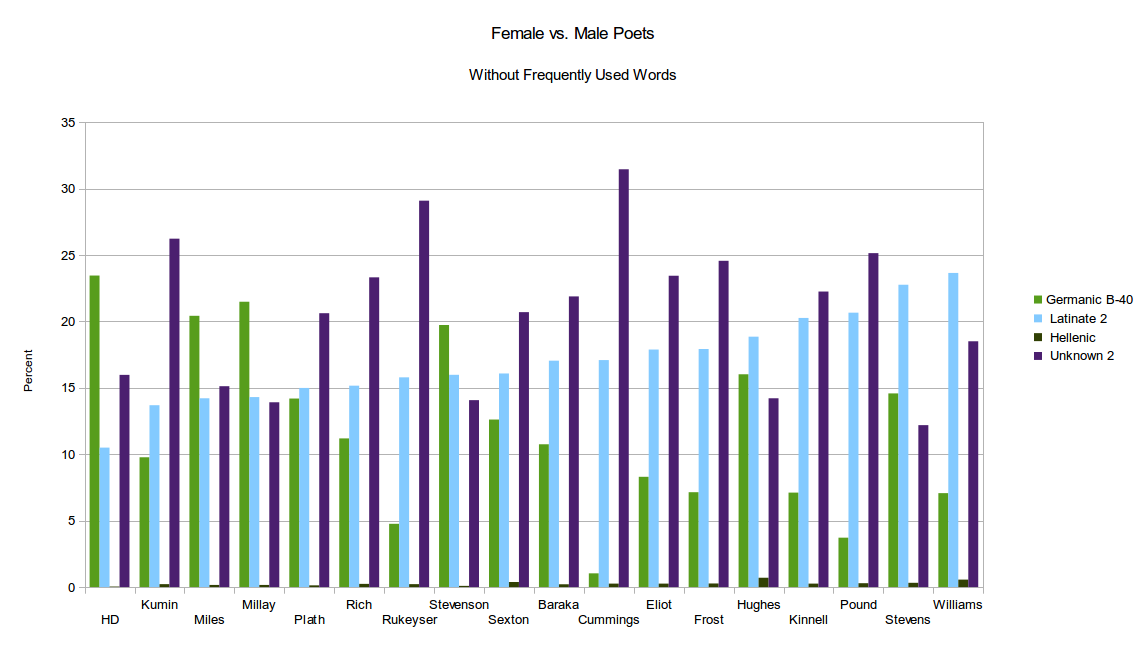 Female vs. Male Poets
Without Frequently Used Words
Percent
35
30
25
20
15
10
5
0
HD
Kumin
Miles
Millay
Plath
Rich
Rukeyser
Stevenson
Sexton
Baraka
Cummings
Eliot
Frost
Hughes
Kinnell
Pound
Stevens
Williams
Germanic B-40
Latinate 2
Hellenic
Unknown 2